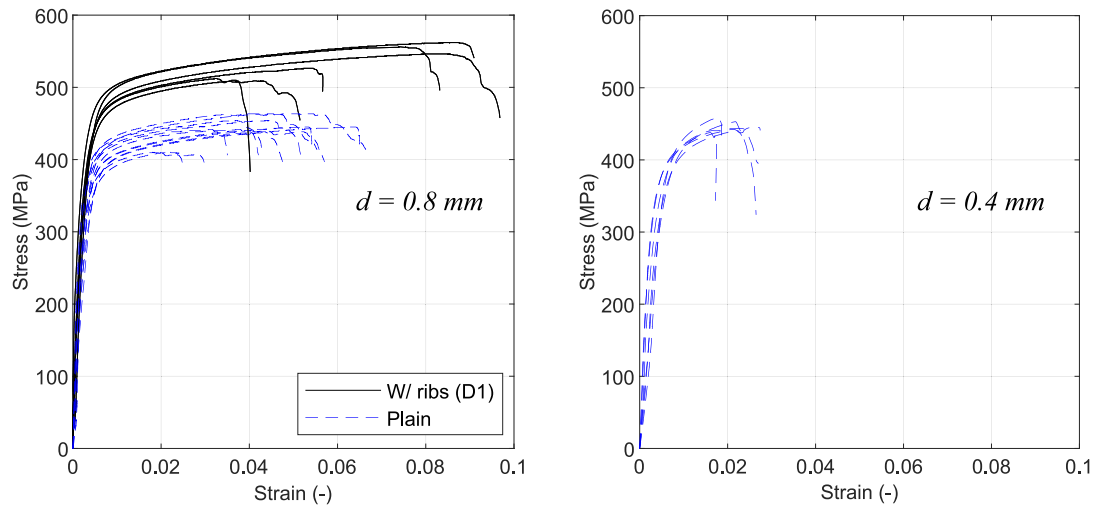 600
500
400
300
200
100
0
Stress (MPa)
d = 0.8 mm
W/ ribs (D1)
Plain
0 0.02 0.04 0.06 0.08 0.1
Strain (-)
600
500
400
300
200
100
0
Stress (MPa)
d = 0.4 mm
0 0.02 0.04 0.06 0.08 0.1
Strain (-)